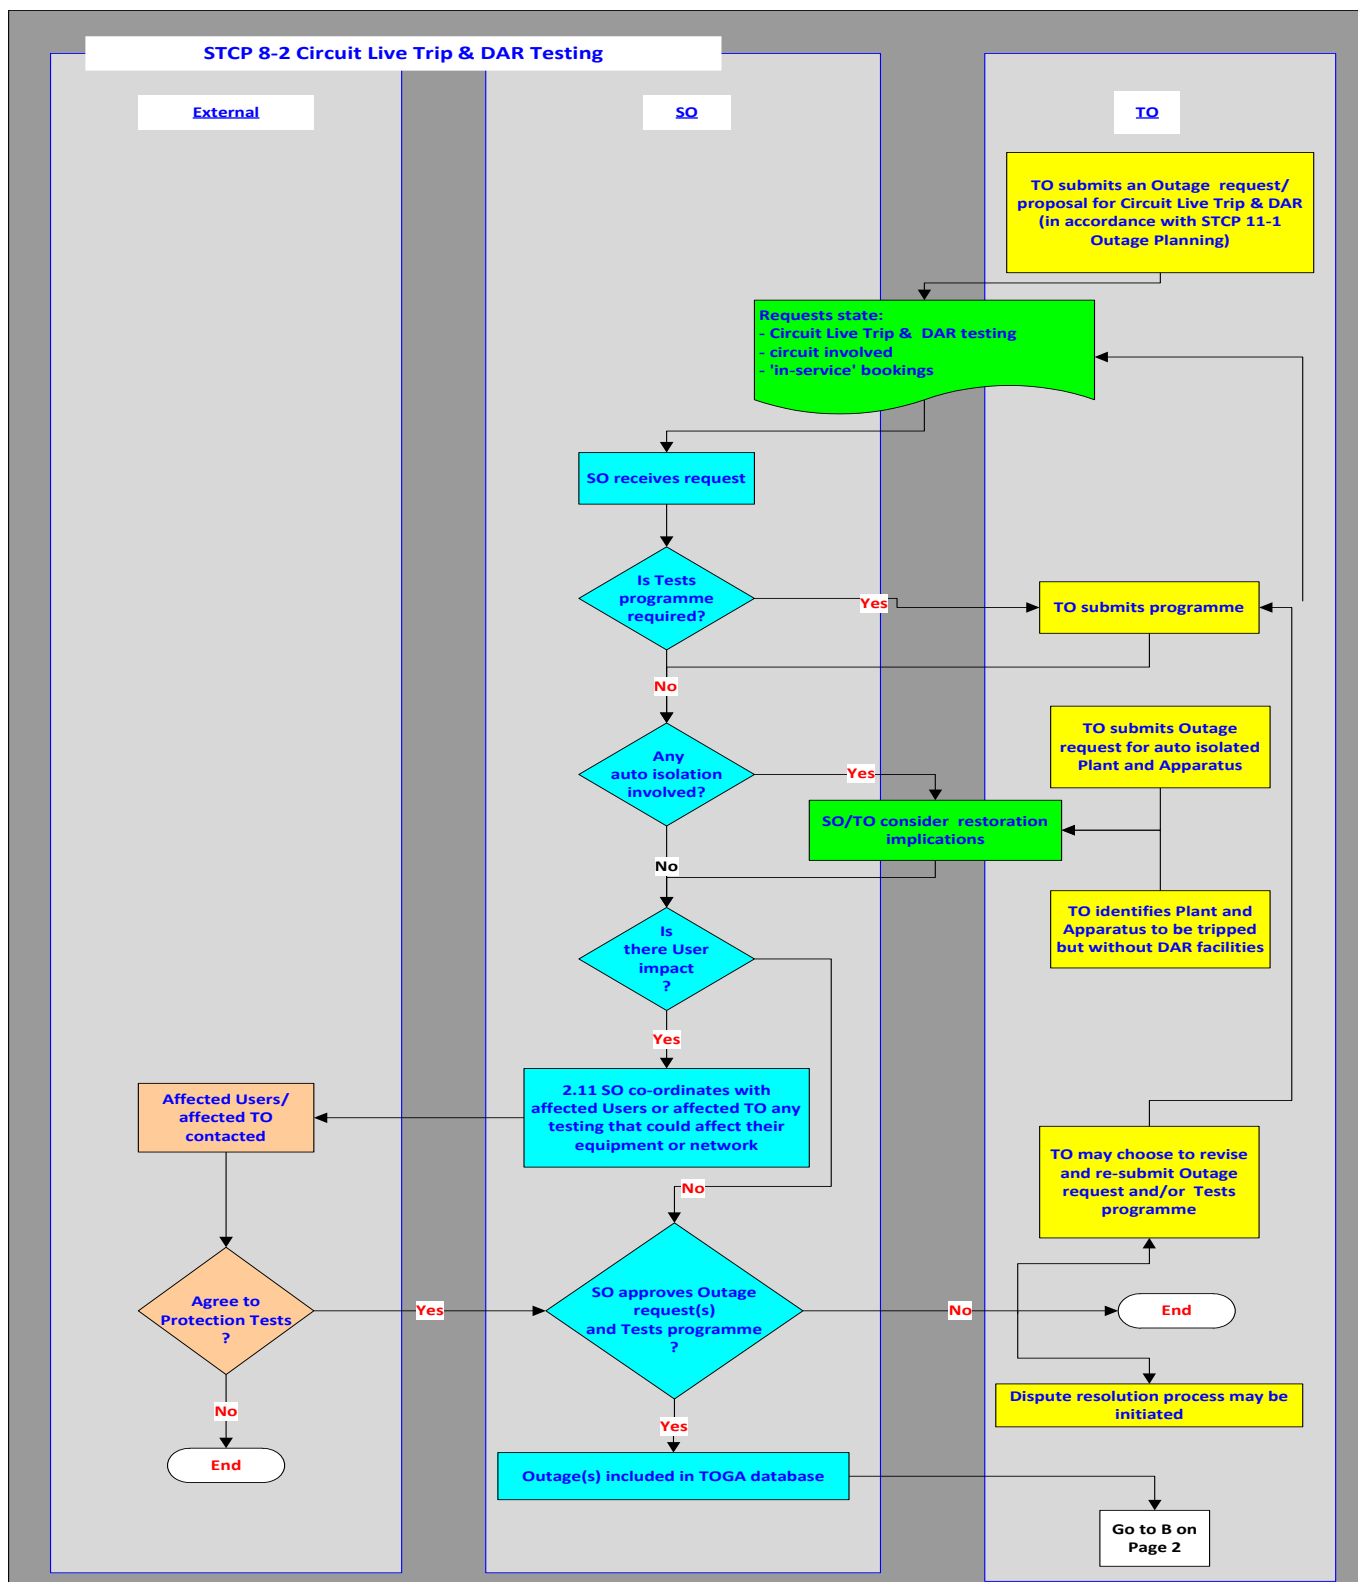 STCP 8-2 Circuit Live Trip & DAR Testing
External
SO
TO
TO submits an Outage request/
proposal for Circuit Live Trip & DAR
(in accordance with STCP 11-1
Outage Planning)
Requests state:
- Circuit Live Trip & DAR testing
- circuit involved
- 'in-service' bookings
SO receives request
Is Tests
programme
required?
Yes
TO submits programme
No
Any
auto isolation
involved?
Yes
TO submits Outage
request for auto isolated
Plant and Apparatus
SO/TO consider restoration
implications
No
TO identifies Plant and
Apparatus to be tripped
but without DAR facilities
Is
there User
impact
?
Yes
2.11 SO co-ordinates with
affected Users or affected TO any
testing that could affect their
equipment or network
Affected Users/
affected TO
contacted
TO may choose to revise
and re-submit Outage
request and/or Tests
programme
No
Agree to
Protection Tests
?
Yes
SO approves Outage
request(s)
and Tests programme
?
No
End
Dispute resolution process may be
initiated
No
Yes
End
Outage(s) included in TOGA database
Go to B on
Page 2